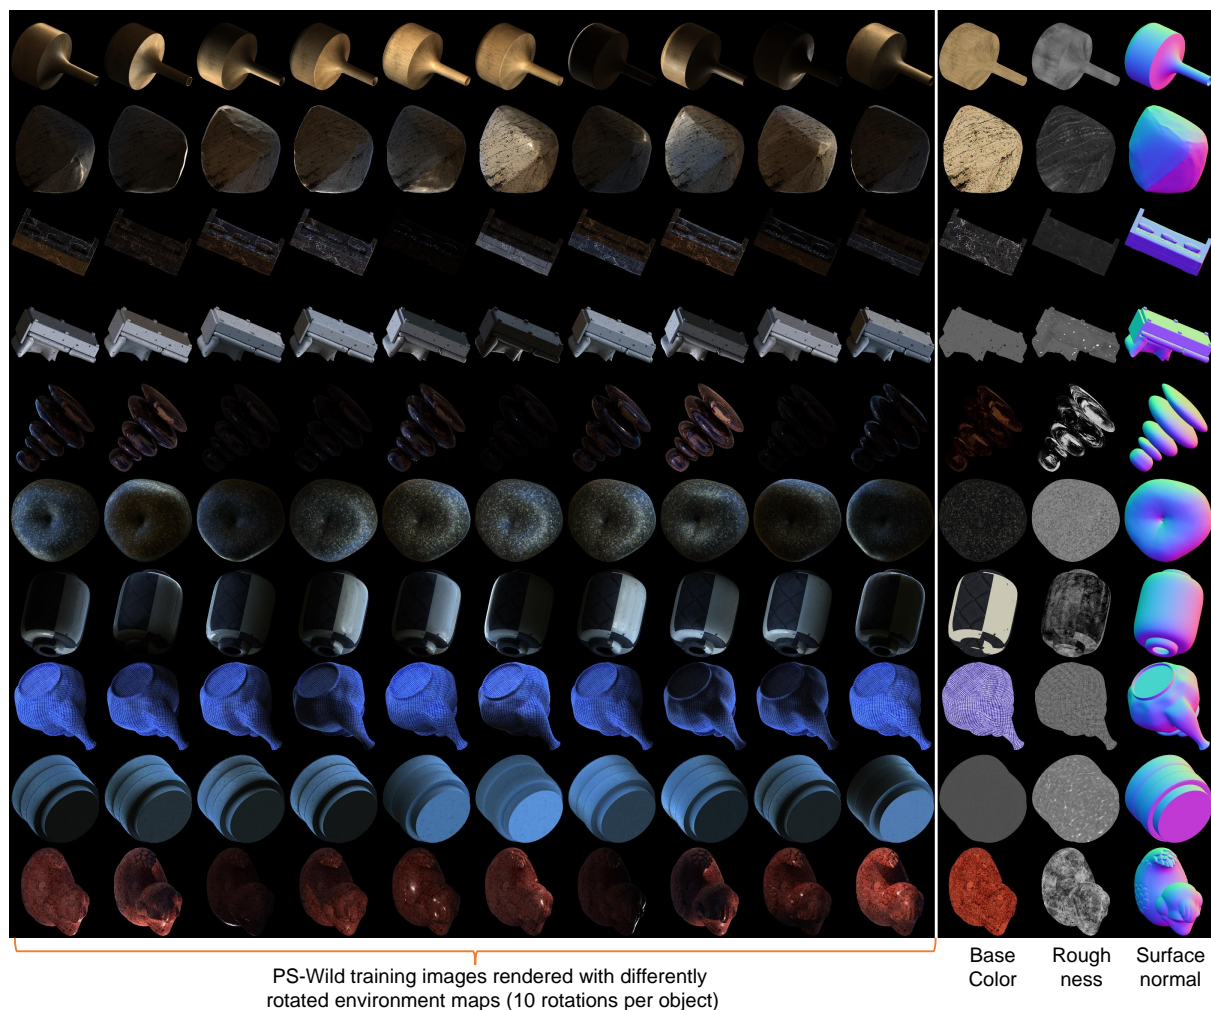 Base
Color
Rough
ness
Surface
normal
PS-Wild training images rendered with differently
rotated environment maps (10 rotations per object)